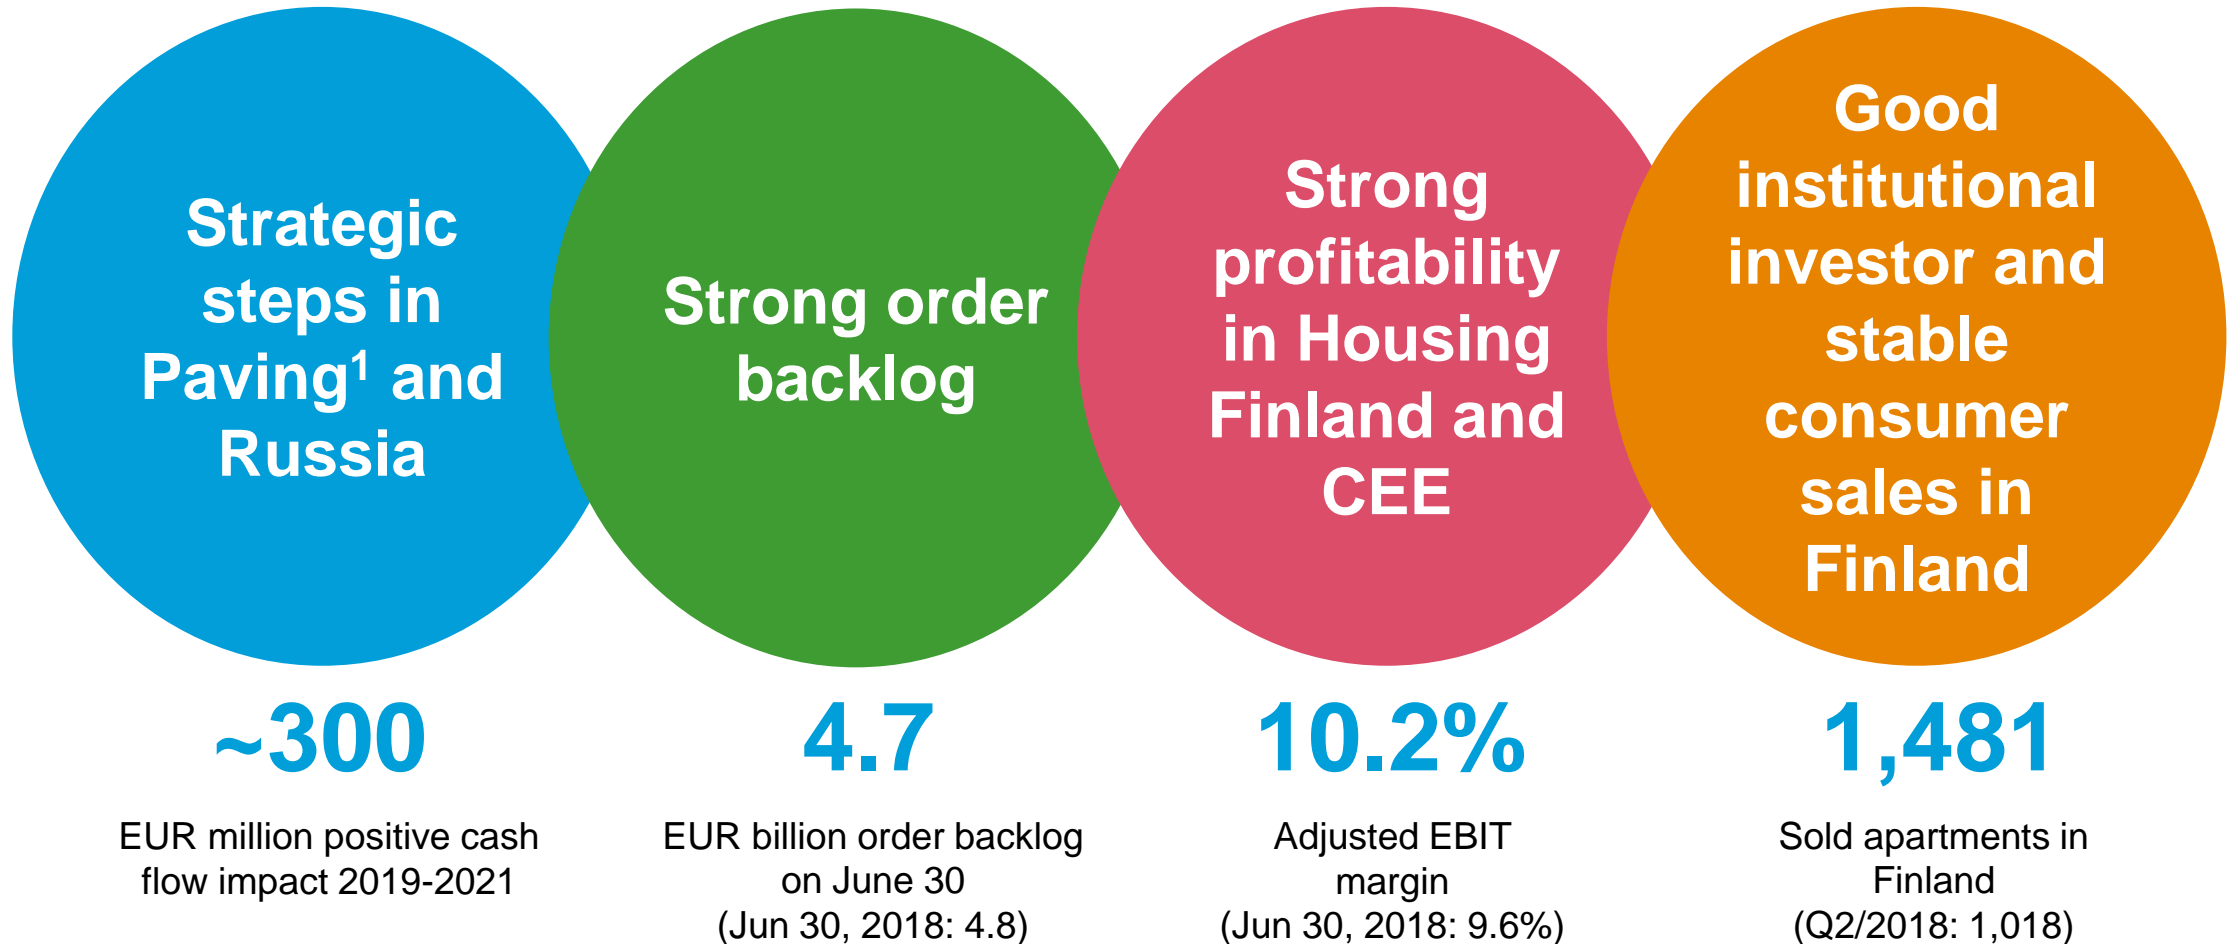 Strategic
steps in
Paving¹ and
Russia
Strong order
backlog
Strong
profitability
in Housing
Finland and
CEE
Good
institutional
investor and
stable
consumer
sales in
Finland
~300
EUR million positive cash
flow impact 2019-2021
4.7
EUR billion order backlog
on June 30
(Jun 30, 2018: 4.8)
10.2%
Adjusted EBIT
margin
(Jun 30, 2018: 9.6%)
1,481
Sold apartments in
Finland
(Q2/2018: 1,018)